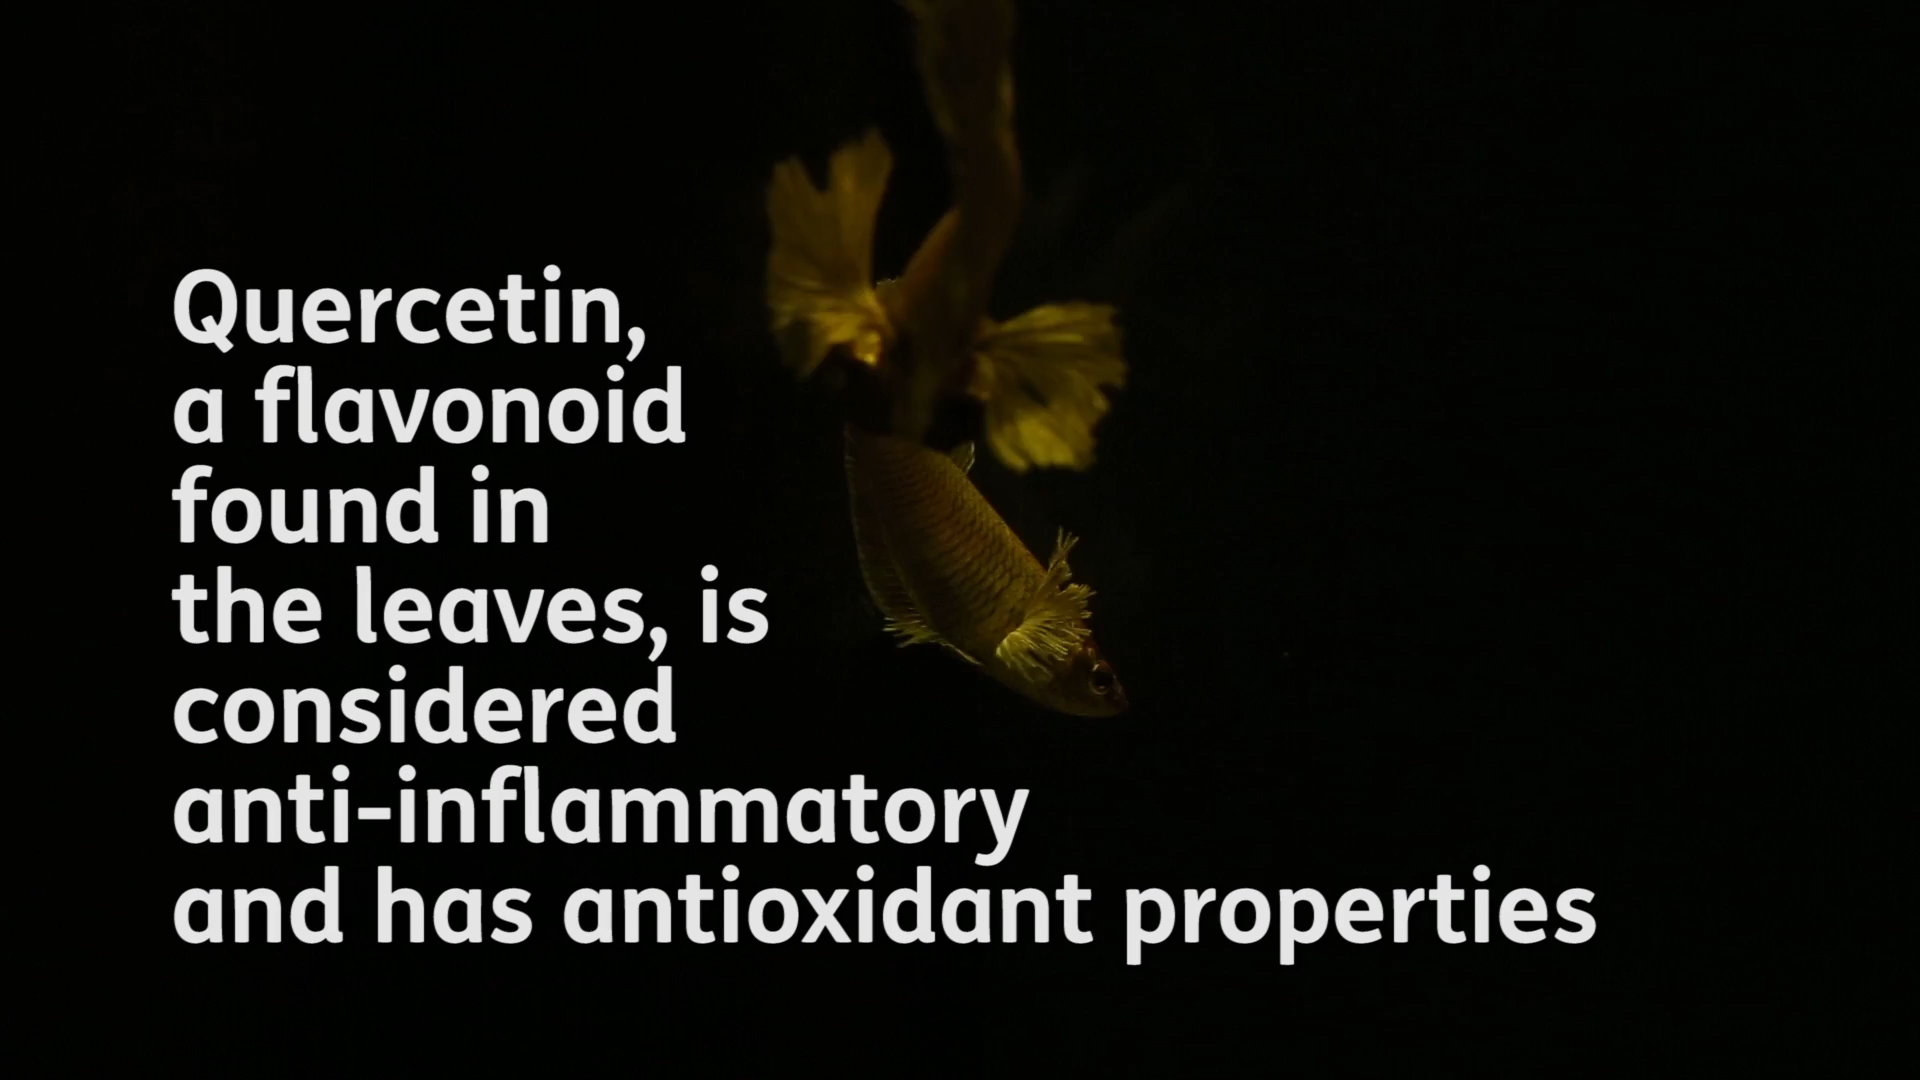 Quercetin,
a flavonoid
found in
the leaves, is
considered
anti-inflammatory
and has antioxidant properties